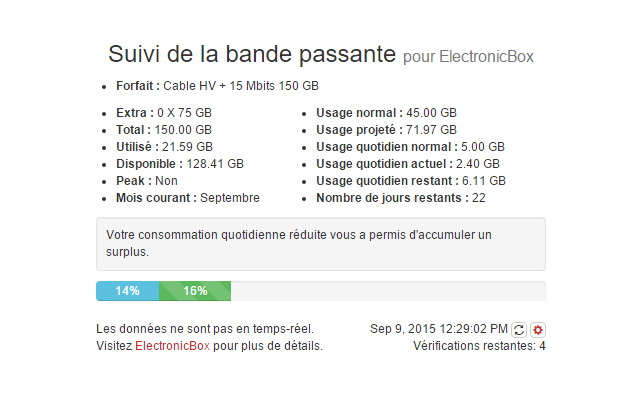 Suivi de la bande passante pour ElectronicBox
Forfait : Cable HV + 15 Mbits 150 GB
Extra : 0 X 75 GB
Total : 150.00 GB
Utilisé : 21.59 GB
Disponible : 128.41 GB
Peak : Non
Mois courant : Septembre
Usage normal : 45.00 GB
Usage projeté : 71.97 GB
Usage quotidien normal : 5.00 GB
Usage quotidien actuel : 2.40 GB
Usage quotidien restant : 6.11 GB
Nombre de jours restants : 22
Votre consommation quotidienne réduite vous a permis d'accumuler un
surplus.
14% 16%
Les données ne sont pas en temps-réel.
Visitez ElectronicBox pour plus de détails.
Sep 9, 2015 12:29:02 PM
Vérifications restantes: 4